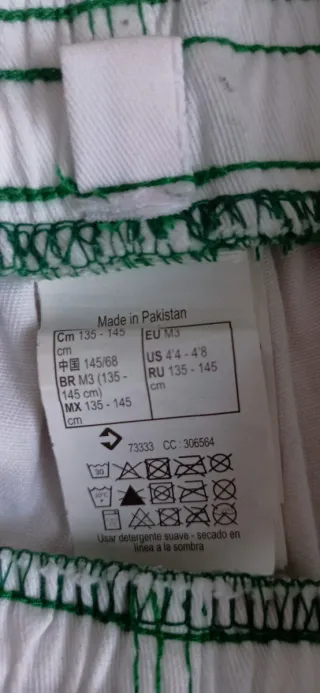 Made in Pakistan
Cm 135 - 145 cm
中国 145/68
BR M3 (135 - 145 cm)
MX 135 - 145 cm
EU M3
US 4'4 - 4'8
RU 135 - 145 cm
73333 CC : 306564
30
Usar detergente suave - secado en
linea a la sombra